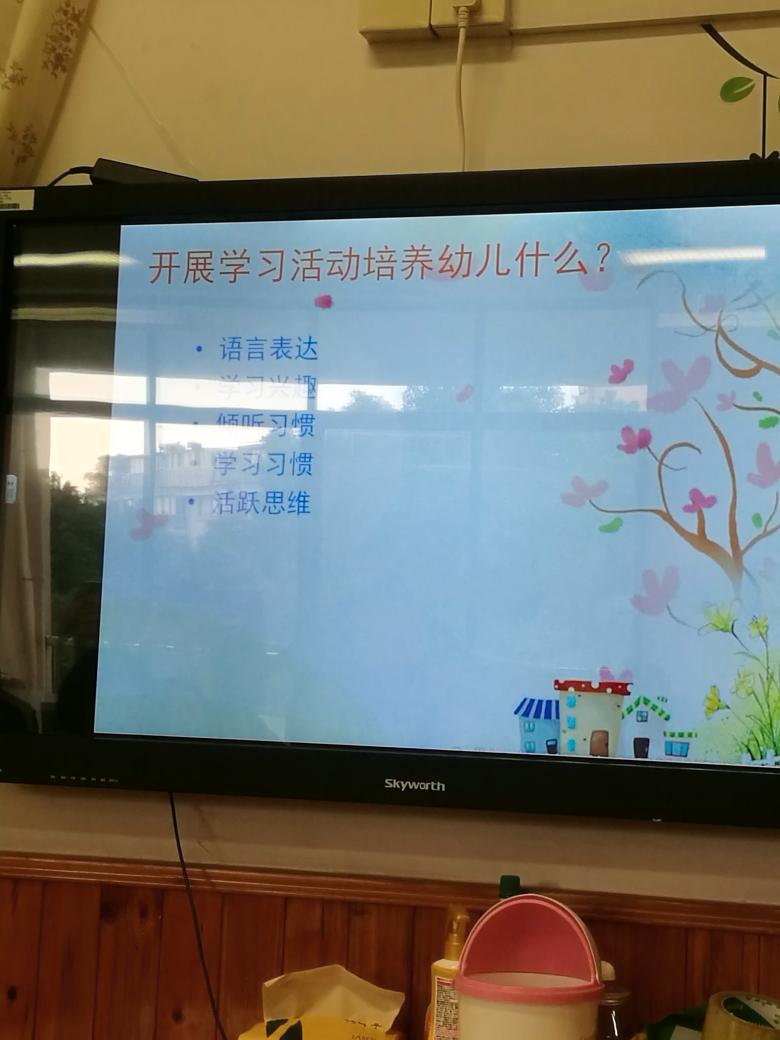 开展学习活动培养幼儿什么？
• 语言表达
• 学习兴趣
• 倾听习惯
学习习惯
• 活跃思维
Skyworth